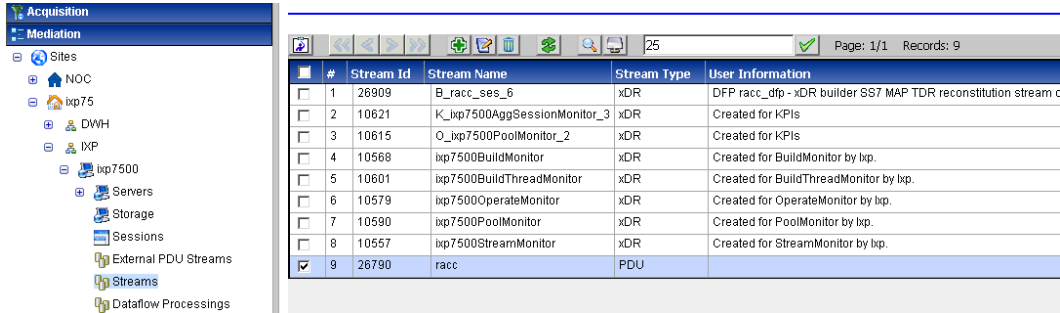 Acquisition
Mediation
Sites
NOC
ixp75
DWH
IXP
ixp7500
Servers
Storage
Sessions
External PDU Streams
Streams
Dataflow Processings
25 Page: 1/1 Records: 9
# Stream Id Stream Name Stream Type User Information
1 26909 B_racc_ses_6 xDR DFP racc_dfp - xDR builder SS7 MAP TDR reconstitution stream
2 10621 K_ixp7500AggSessionMonitor_3 xDR Created for KPIs
3 10615 O_ixp7500PoolMonitor_2 xDR Created for KPIs
4 10568 ixp7500BuildMonitor xDR Created for BuildMonitor by Ixp.
5 10601 ixp7500BuildThreadMonitor xDR Created for BuildThreadMonitor by Ixp.
6 10579 ixp7500OperateMonitor xDR Created for OperateMonitor by Ixp.
7 10590 ixp7500PoolMonitor xDR Created for PoolMonitor by Ixp.
8 10557 ixp7500StreamMonitor xDR Created for StreamMonitor by Ixp.
9 26790 racc PDU